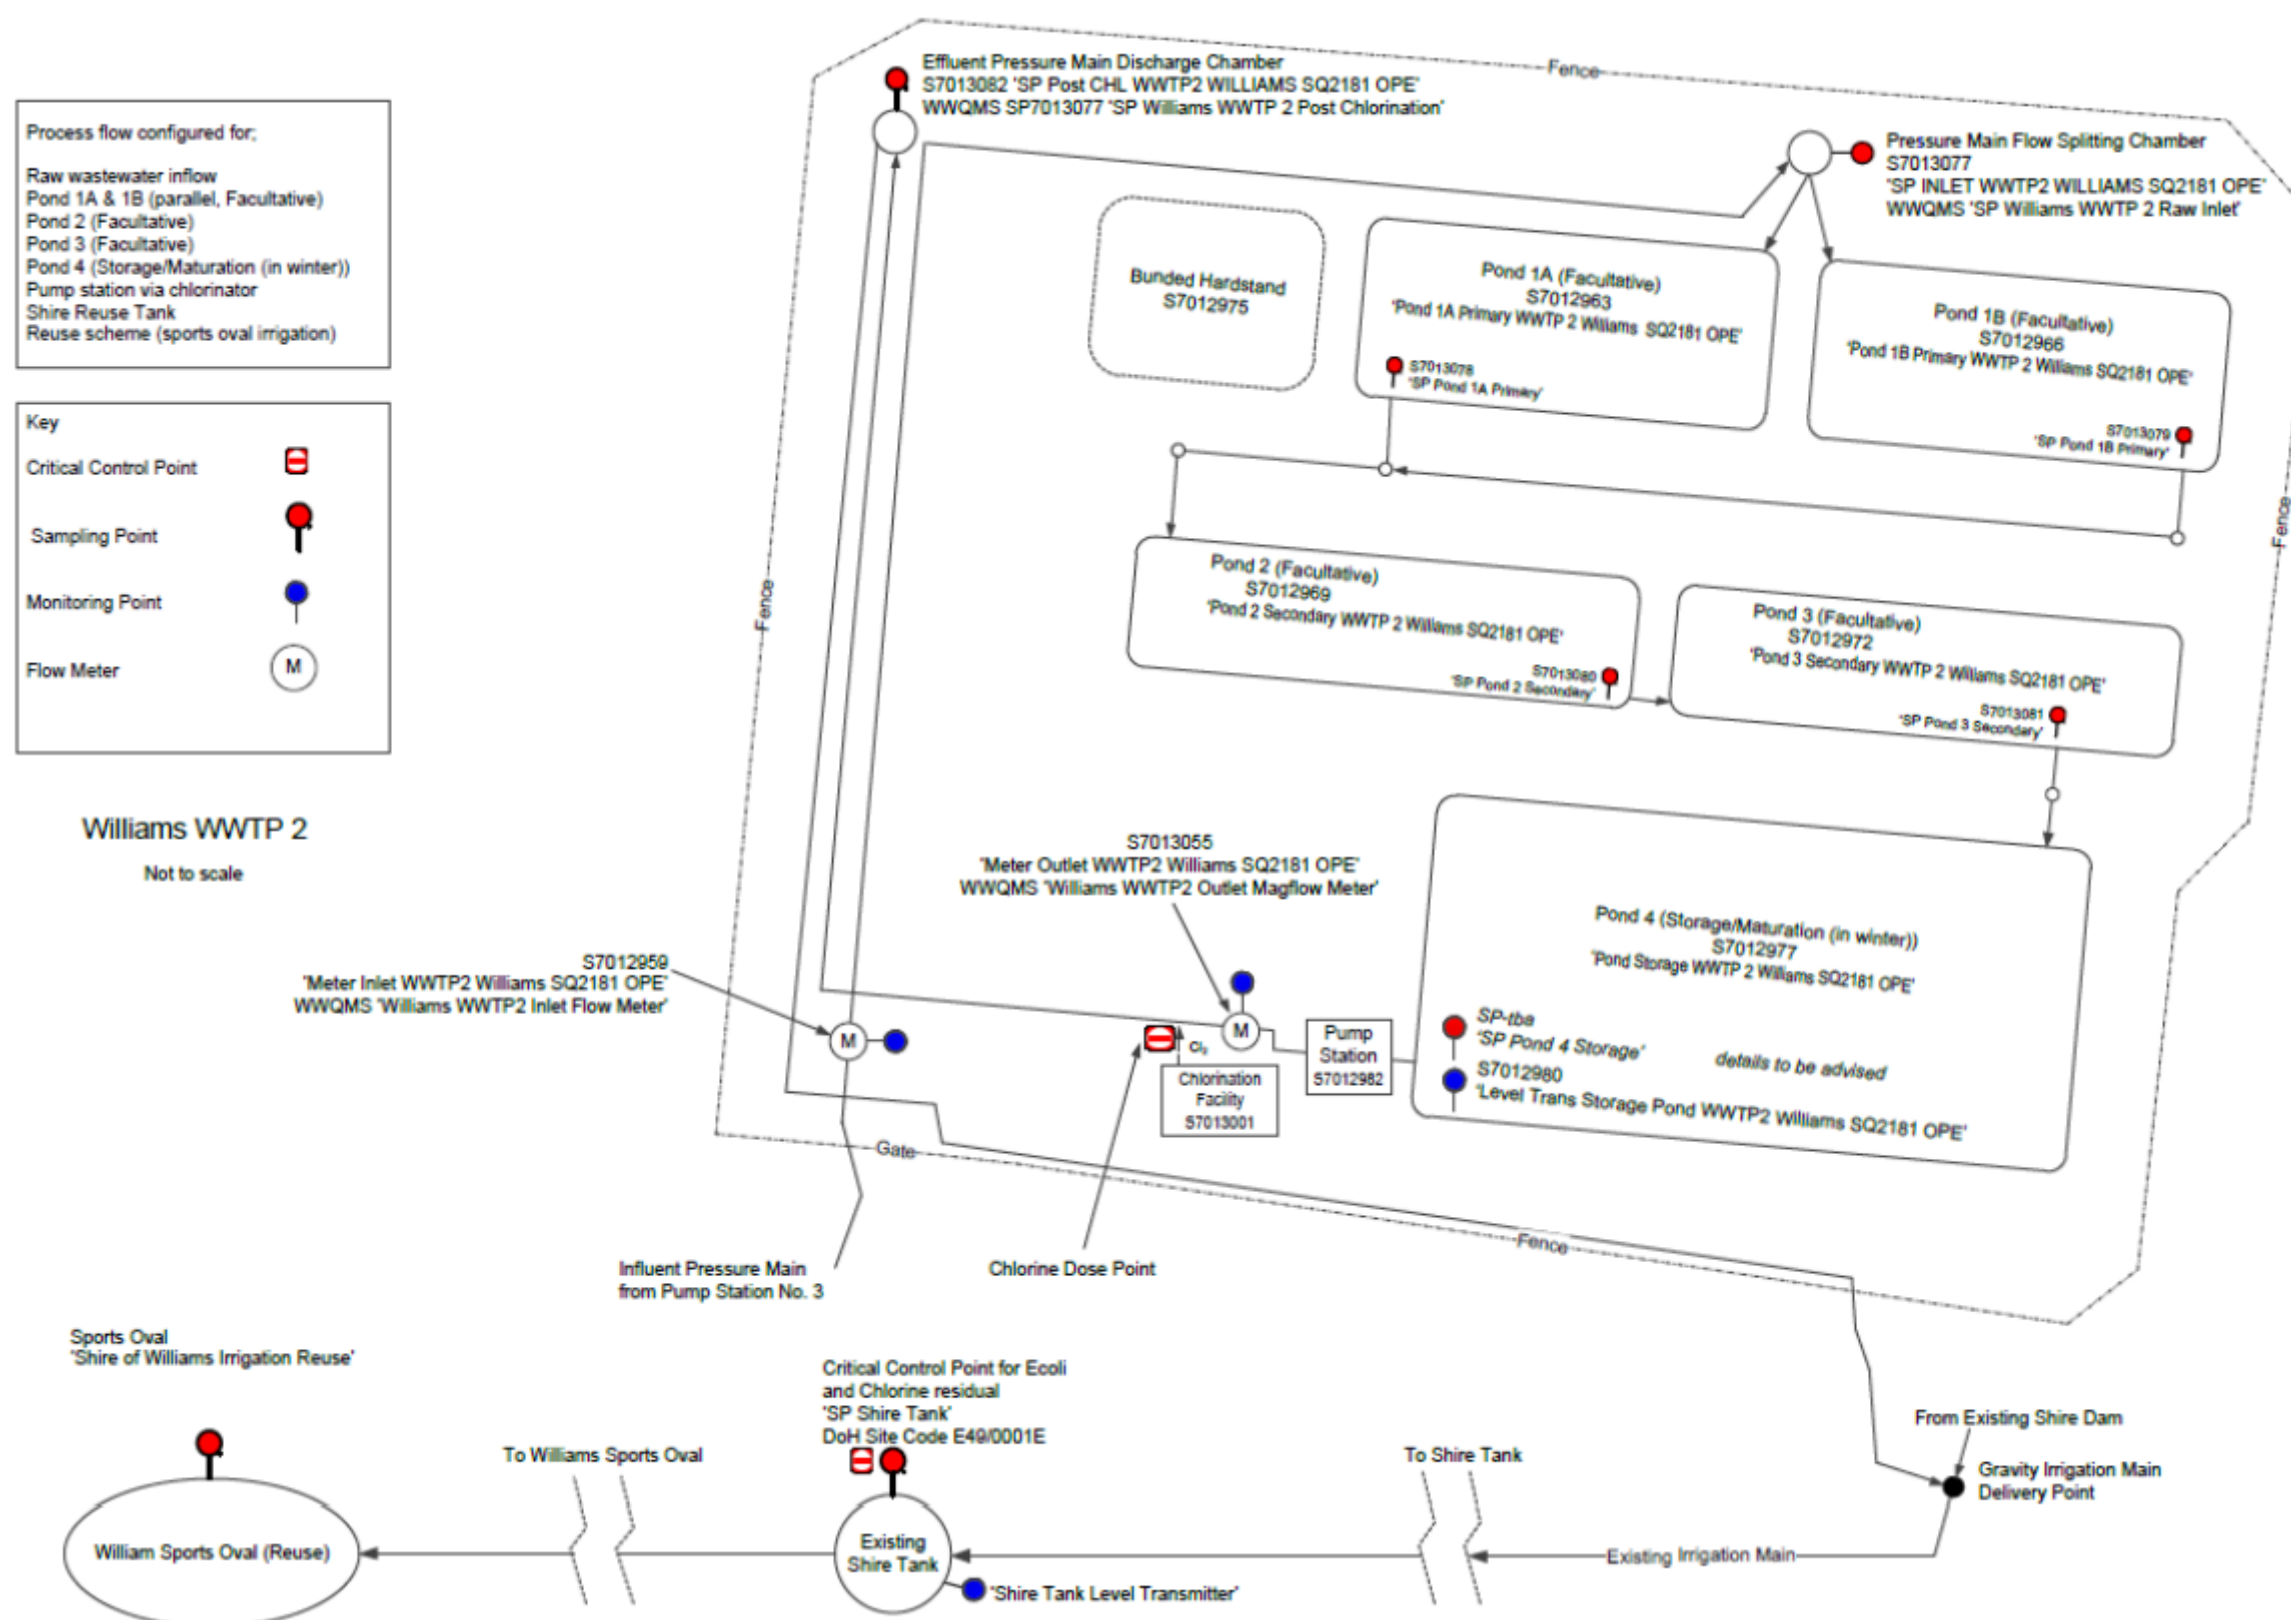 Process flow configured for;
Raw wastewater inflow
Pond 1A & 1B (parallel, Facultative)
Pond 2 (Facultative)
Pond 3 (Facultative)
Pond 4 (Storage/Maturation (in winter))
Pump station via chlorinator
Shire Reuse Tank
Reuse scheme (sports oval irrigation)
Key
Critical Control Point
Sampling Point
Monitoring Point
Flow Meter
M
Williams WWTP 2
Not to scale
Effluent Pressure Main Discharge Chamber
S7013082 'SP Post CHL WWTP2 WILLIAMS SQ2181 OPE'
WWQMS SP7013077 'SP Williams WWTP 2 Post Chlorination'
Fence
Pressure Main Flow Splitting Chamber
S7013077
'SP INLET WWTP2 WILLIAMS SQ2181 OPE'
WWQMS 'SP Williams WWTP 2 Raw Inlet'
Bunded Hardstand
S7012975
Pond 1A (Facultative)
S7012963
'Pond 1A Primary WWTP 2 Williams SQ2181 OPE'
S7013078
'SP Pond 1A Primary'
Pond 1B (Facultative)
S7012966
'Pond 1B Primary WWTP 2 Williams SQ2181 OPE'
S7013079
'SP Pond 1B Primary'
Fence
Fence
Pond 2 (Facultative)
S7012969
'Pond 2 Secondary WWTP 2 Williams SQ2181 OPE'
S7013080
'SP Pond 2 Secondary'
Pond 3 (Facultative)
S7012972
'Pond 3 Secondary WWTP 2 Williams SQ2181 OPE'
S7013081
'SP Pond 3 Secondary'
S7013055
'Meter Outlet WWTP2 Williams SQ2181 OPE'
WWQMS 'Williams WWTP2 Outlet Magflow Meter'
S7012959
'Meter Inlet WWTP2 Williams SQ2181 OPE'
WWQMS 'Williams WWTP2 Inlet Flow Meter'
M
M
Cl₂
Chlorination
Facility
S7013001
Pump
Station
S7012982
Pond 4 (Storage/Maturation (in winter))
S7012977
'Pond Storage WWTP 2 Williams SQ2181 OPE'
SP-tba
'SP Pond 4 Storage'
details to be advised
S7012980
'Level Trans Storage Pond WWTP2 Williams SQ2181 OPE'
Gate
Fence
Influent Pressure Main
from Pump Station No. 3
Chlorine Dose Point
Sports Oval
'Shire of Williams Irrigation Reuse'
Critical Control Point for Ecoli
and Chlorine residual
'SP Shire Tank'
DoH Site Code E49/0001E
To Williams Sports Oval
To Shire Tank
From Existing Shire Dam
Gravity Irrigation Main
Delivery Point
William Sports Oval (Reuse)
Existing
Shire Tank
Existing Irrigation Main
'Shire Tank Level Transmitter'